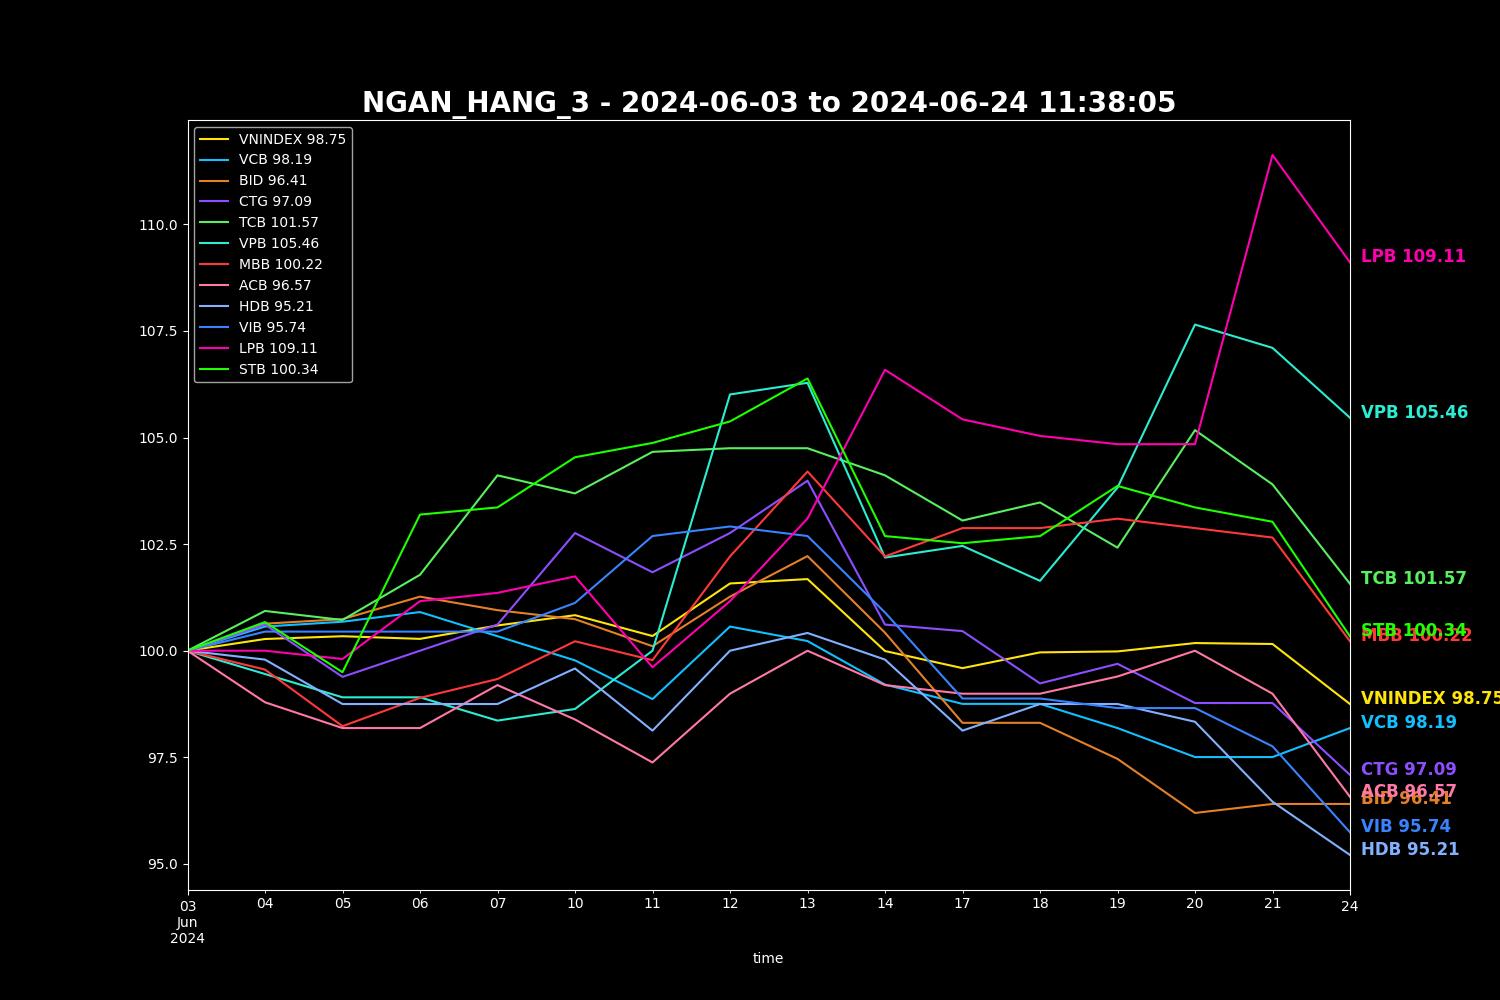 NGAN_HANG_3 - 2024-06-03 to 2024-06-24 11:38:05
VNINDEX 98.75
VCB 98.19
BID 96.41
CTG 97.09
TCB 101.57
VPB 105.46
MBB 100.22
ACB 96.57
HDB 95.21
VIB 95.74
LPB 109.11
STB 100.34
110.0
107.5
105.0
102.5
100.0
97.5
95.0
LPB 109.11
VPB 105.46
TCB 101.57
STB 100.34
MBB 100.22
VNINDEX 98.75
VCB 98.19
CTG 97.09
ACB 96.57
BID 96.41
VIB 95.74
HDB 95.21
03 04 05 06 07 10 11 12 13 14 17 18 19 20 21 24
Jun
2024
time